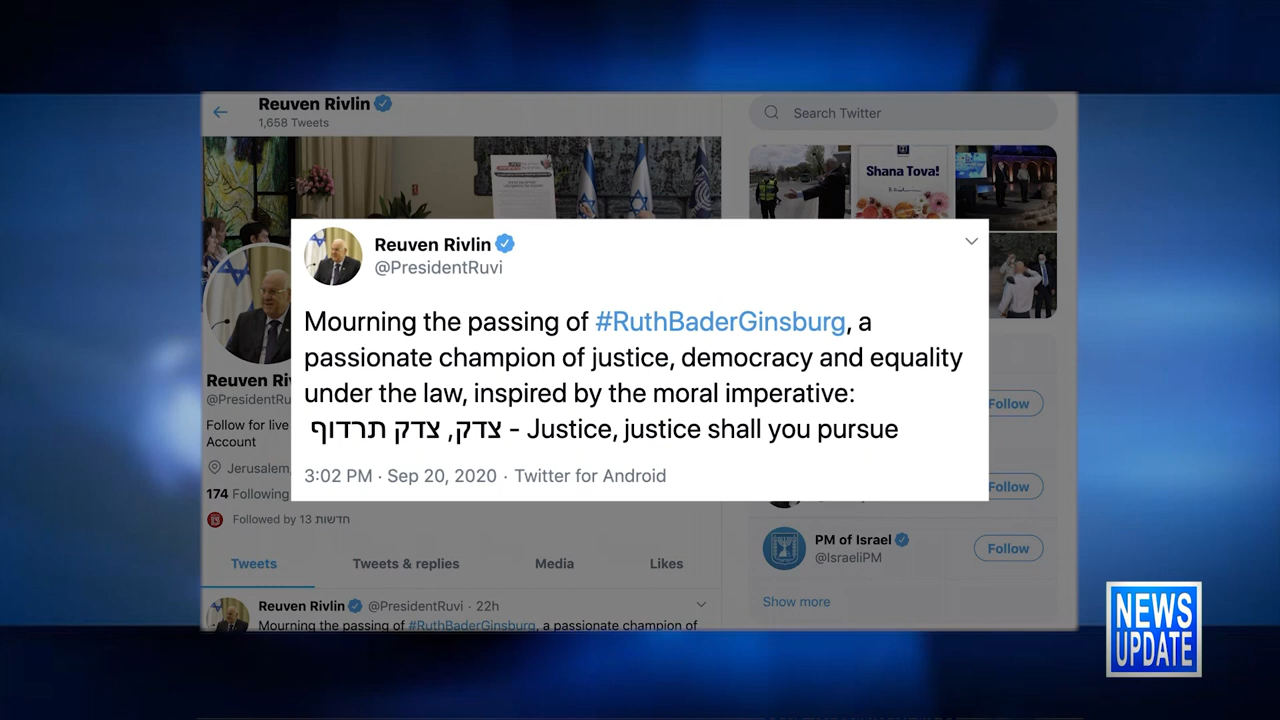 Reuven Rivlin
1,658 Tweets
Search Twitter
Shana Tova!
Reuven Rivlin
@PresidentRuvi
Mourning the passing of #RuthBaderGinsburg, a
passionate champion of justice, democracy and equality
under the law, inspired by the moral imperative:
צדק, צדק תרדוף - Justice, justice shall you pursue
3:02 PM · Sep 20, 2020 · Twitter for Android
Reuven Ri
@PresidentRu
Follow for live
Account
Jerusalem,
174 Following
Followed by חדשות 13
Tweets Tweets & replies Media Likes
Reuven Rivlin @PresidentRuvi · 22h
Mourning the passing of #RuthBaderGinsburg, a passionate champion of
Follow
Follow
PM of Israel
@IsraeliPM
Follow
Show more
NEWS
UPDATE